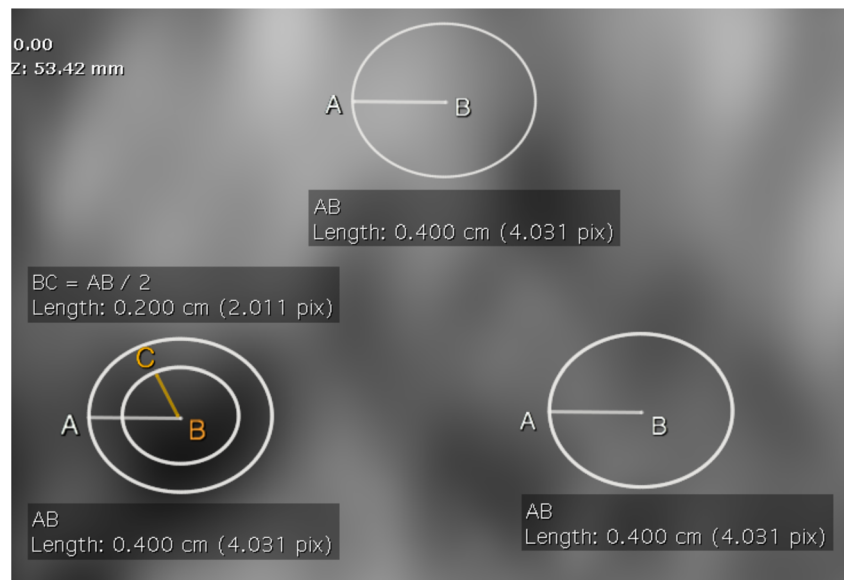 0.00
Z: 53.42 mm
A B
AB
Length: 0.400 cm (4.031 pix)
BC = AB / 2
Length: 0.200 cm (2.011 pix)
C
A B
AB
Length: 0.400 cm (4.031 pix)
A B
AB
Length: 0.400 cm (4.031 pix)